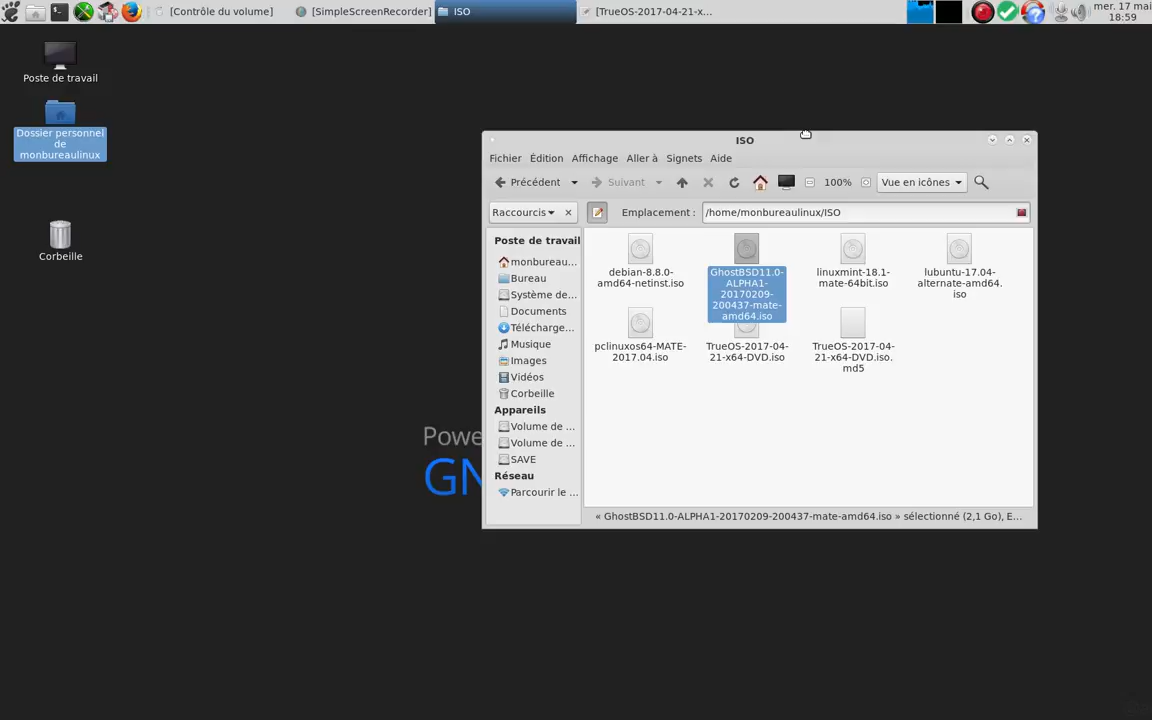 [Contrôle du volume]
[SimpleScreenRecorder]
ISO
[TrueOS-2017-04-21-x...
mer. 17 mai
18:59
Poste de travail
Dossier personnel
de
monbureaulinux
Corbeille
ISO
Fichier Édition Affichage Aller à Signets Aide
Précédent Suivant 100% Vue en icônes
Raccourcis Emplacement : /home/monbureaulinux/ISO
Poste de travail
monbureau...
Bureau
Système de...
Documents
Télécharge...
Musique
Images
Vidéos
Corbeille
Appareils
Volume de ...
Volume de ...
SAVE
Réseau
Parcourir le ...
debian-8.8.0-
amd64-netinst.iso
GhostBSD11.0-
ALPHA1-
20170209-
200437-mate-
amd64.iso
linuxmint-18.1-
mate-64bit.iso
lubuntu-17.04-
alternate-amd64.
iso
pclinuxos64-MATE-
2017.04.iso
TrueOS-2017-04-
21-x64-DVD.iso
TrueOS-2017-04-
21-x64-DVD.iso.
md5
« GhostBSD11.0-ALPHA1-20170209-200437-mate-amd64.iso » sélectionné (2,1 Go), E...
Powe
GN